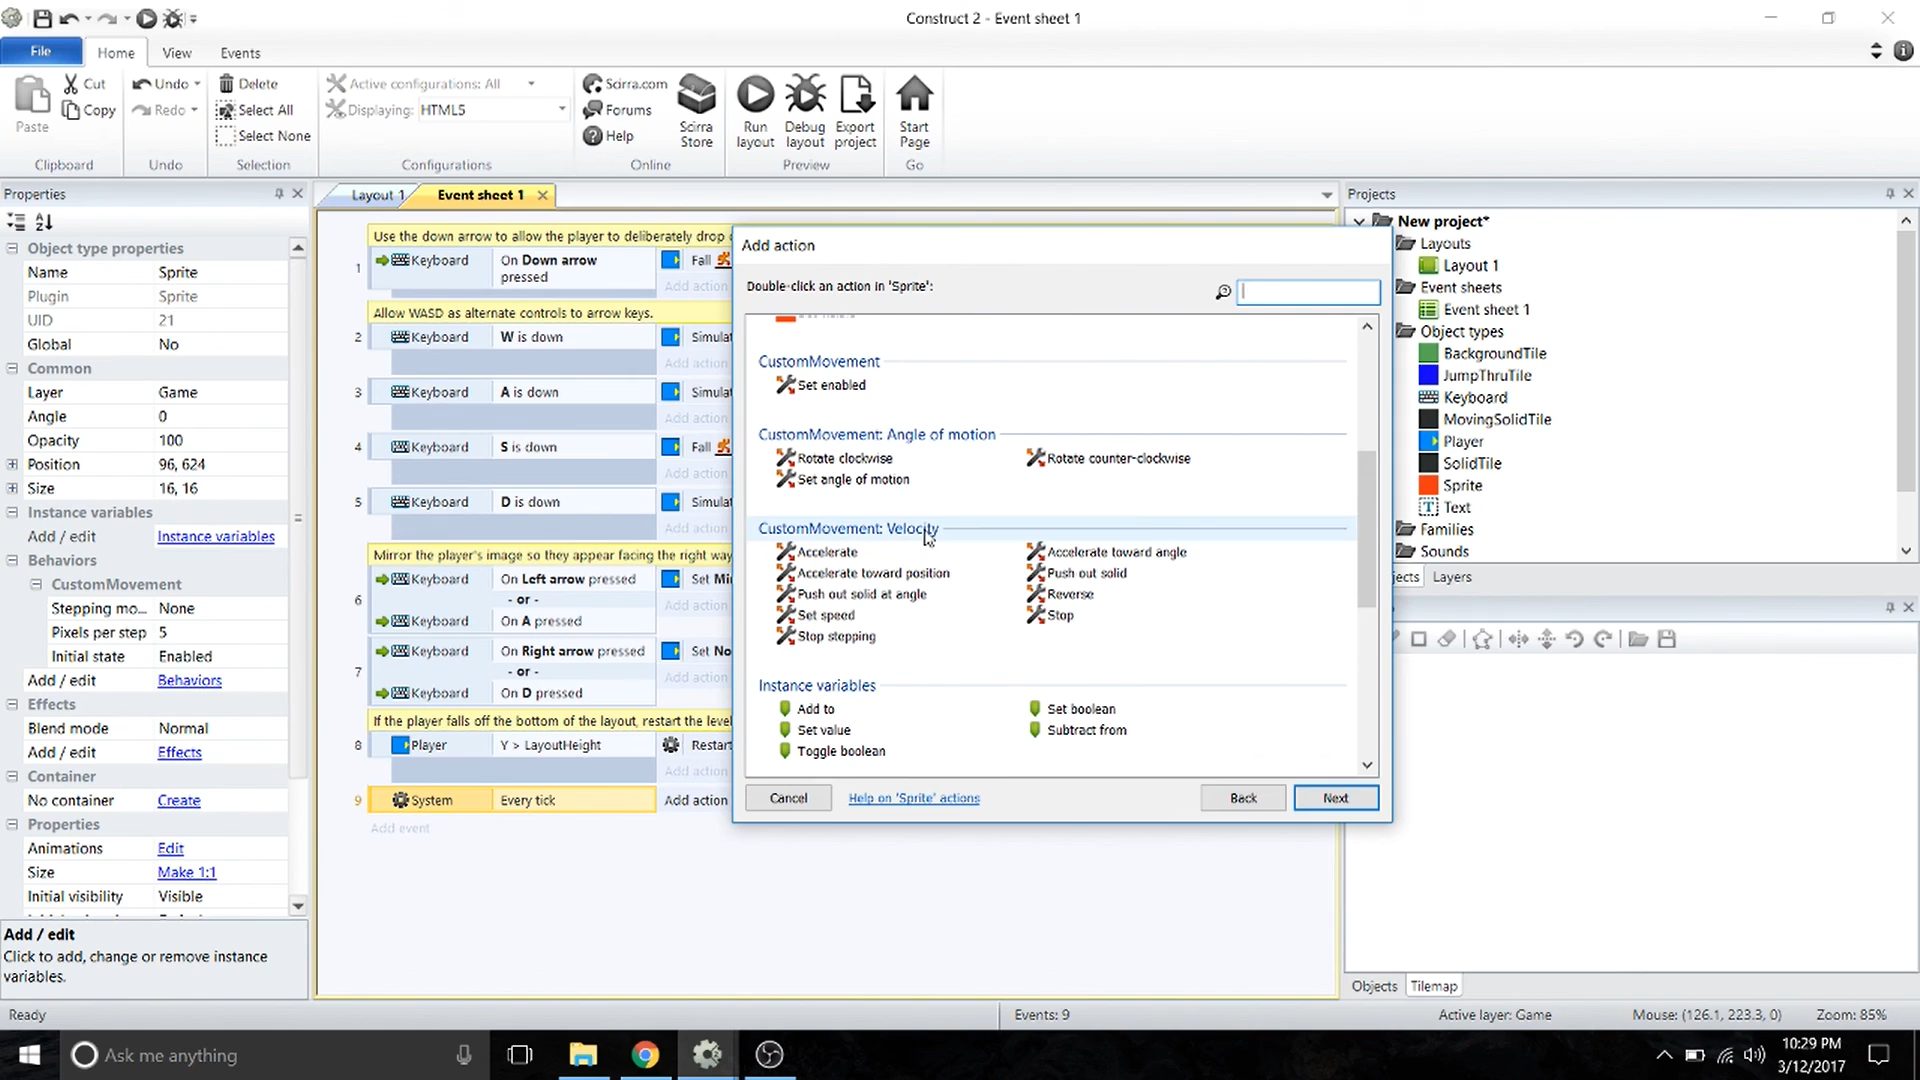 Construct 2 - Event sheet 1
File
Home
View
Events
Paste
Cut
Copy
Clipboard
Undo
Redo
Undo
Delete
Select All
Select None
Selection
Active configurations: All
Displaying: HTML5
Configurations
Scirra.com
Forums
Help
Scirra Store
Online
Run layout
Debug layout
Export project
Preview
Start Page
Go
Properties
Layout 1
Event sheet 1
Projects
Object type properties
Name Sprite
Plugin Sprite
UID 21
Global No
Common
Layer Game
Angle 0
Opacity 100
Position 96, 624
Size 16, 16
Instance variables
Add / edit Instance variables
Behaviors
CustomMovement
Stepping mo... None
Pixels per step 5
Initial state Enabled
Add / edit Behaviors
Effects
Blend mode Normal
Add / edit Effects
Container
No container Create
Properties
Animations Edit
Size Make 1:1
Initial visibility Visible
Add / edit
Click to add, change or remove instance
variables.
Use the down arrow to allow the player to deliberately drop
1 Keyboard On Down arrow pressed Fall
Add action
Allow WASD as alternate controls to arrow keys.
2 Keyboard W is down Simulat
Add action
3 Keyboard A is down Simulat
Add action
4 Keyboard S is down Fall
Add action
5 Keyboard D is down Simulat
Add action
Mirror the player's image so they appear facing the right way
6 Keyboard On Left arrow pressed Set Mi
- or -
Add action
Keyboard On A pressed
7 Keyboard On Right arrow pressed Set No
- or -
Add action
Keyboard On D pressed
If the player falls off the bottom of the layout, restart the leve
8 Player Y > LayoutHeight Restart
Add action
9 System Every tick Add action
Add event
Add action
Double-click an action in 'Sprite':
CustomMovement
Set enabled
CustomMovement: Angle of motion
Rotate clockwise
Rotate counter-clockwise
Set angle of motion
CustomMovement: Velocity
Accelerate
Accelerate toward angle
Accelerate toward position
Push out solid
Push out solid at angle
Reverse
Set speed
Stop
Stop stepping
Instance variables
Add to
Set boolean
Set value
Subtract from
Toggle boolean
Cancel
Help on 'Sprite' actions
Back
Next
New project*
Layouts
Layout 1
Event sheets
Event sheet 1
Object types
BackgroundTile
JumpThruTile
Keyboard
MovingSolidTile
Player
SolidTile
Sprite
Text
Families
Sounds
jects
Layers
Objects
Tilemap
Ready
Events: 9
Active layer: Game
Mouse: (126.1, 223.3, 0)
Zoom: 85%
Ask me anything
10:29 PM
3/12/2017